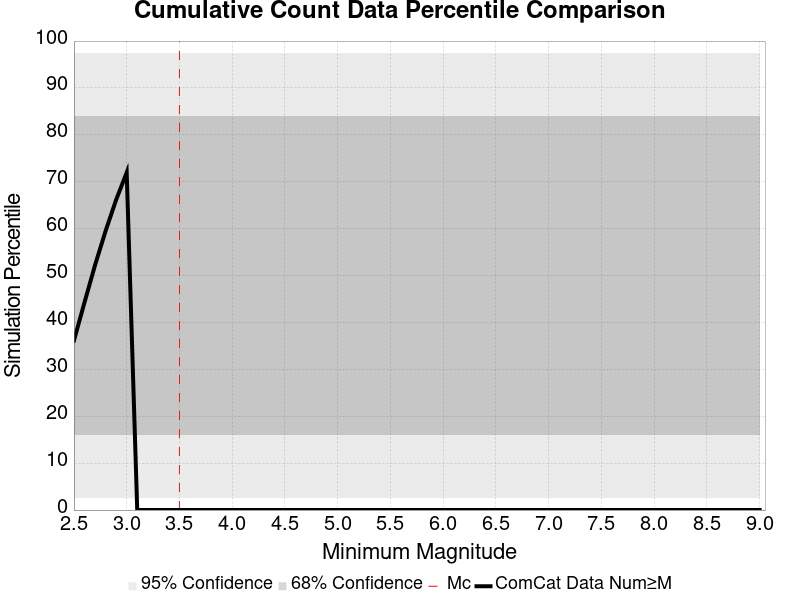 Cumulative Count Data Percentile Comparison
100
90
80
70
60
50
40
30
20
10
0
Simulation Percentile
2.5 3.0 3.5 4.0 4.5 5.0 5.5 6.0 6.5 7.0 7.5 8.0 8.5 9.0
Minimum Magnitude
95% Confidence 68% Confidence Mc ComCat Data Num≥M